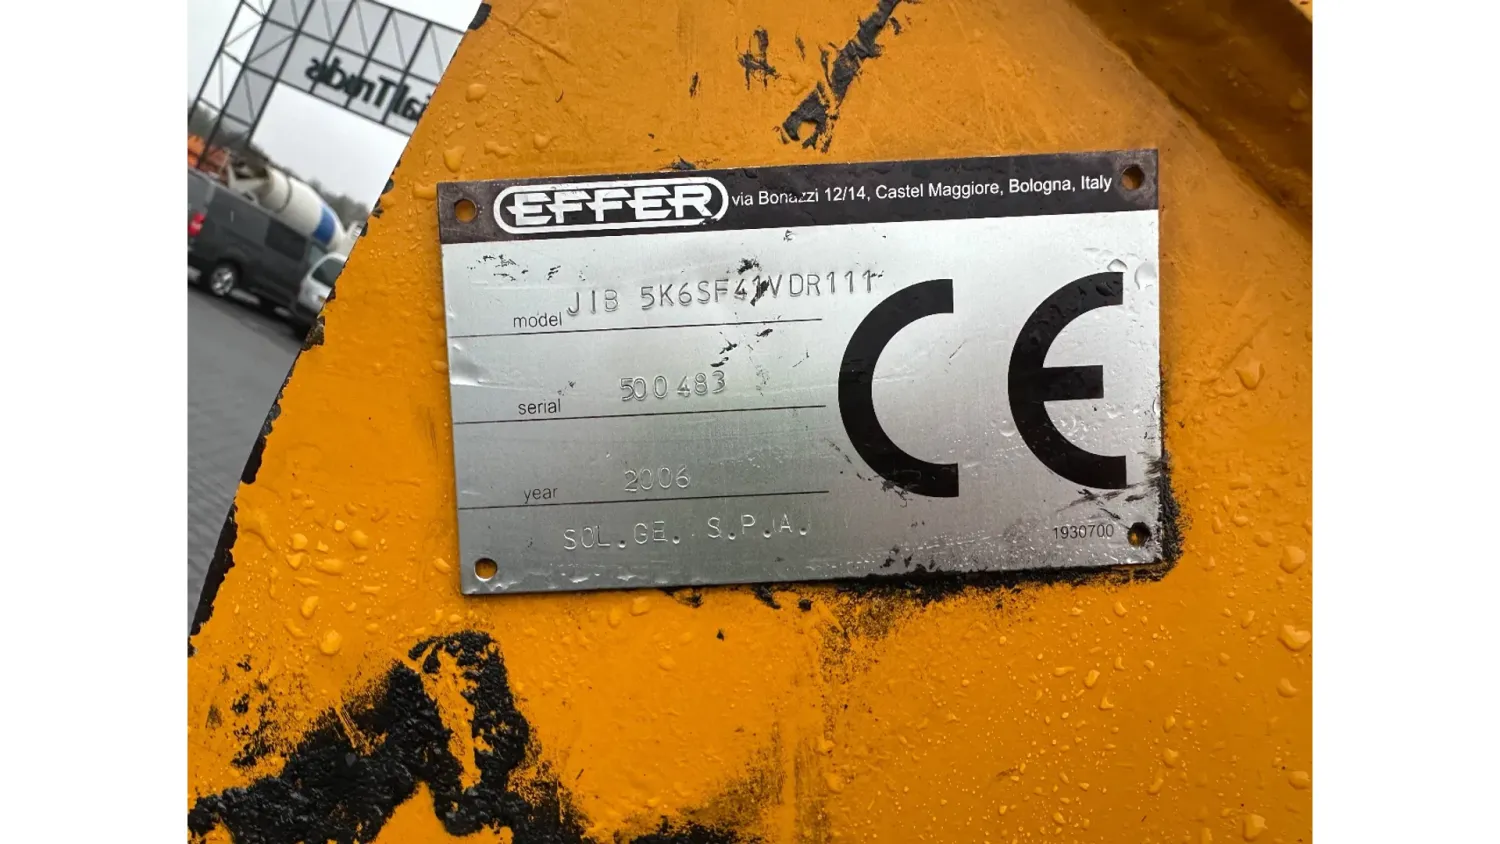 EFFER via Bonazzi 12/14, Castel Maggiore, Bologna, Italy
model JIB 5K6SF41VDR111
serial 500483
year 2006
SOL.GE. S.P.A.
1930700
CE